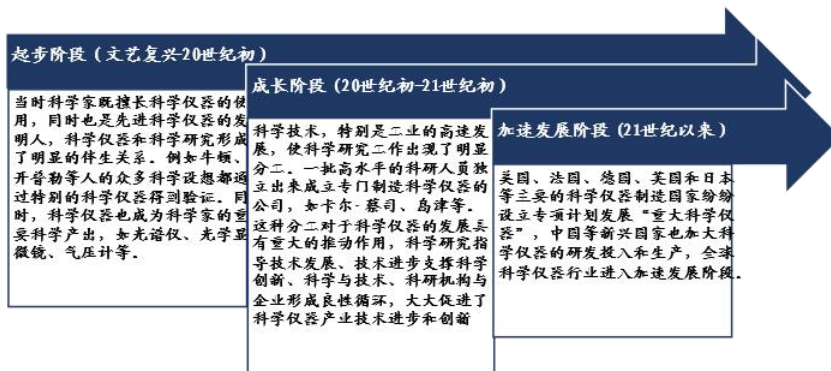 起步阶段（文艺复兴-20世纪初）
当时科学家既擅长科学仪器的使
用，同时也是先进科学仪器的发
明人，科学仪器和科学研究形成
了明显的伴生关系。例如牛顿、
开普勒等人的众多科学设想都通
过特别的科学仪器得到验证。同
时，科学仪器也成为科学家的重
要科学产出，如光谱仪、光学显
微镜、气压计等。
成长阶段（20世纪初-21世纪初）
科学技术，特别是工业的高速发
展，使科学研究工作出现了明显
分工。一批高水平的科研人员独
立出来成立专门制造科学仪器的
公司，如卡尔·蔡司、岛津等。
这种分工对于科学仪器的发展具
有重大的推动作用，科学研究指
导技术发展、技术进步支撑科学
创新、科学与技术、科研机构与
企业形成良性循环，大大促进了
科学仪器产业技术进步和创新
加速发展阶段（21世纪以来）
美国、法国、德国、英国和日本
等主要的科学仪器制造国家纷纷
设立专项计划发展“重大科学仪
器”，中国等新兴国家也加大科
学仪器的研发投入和生产，全球
科学仪器行业进入加速发展阶段。